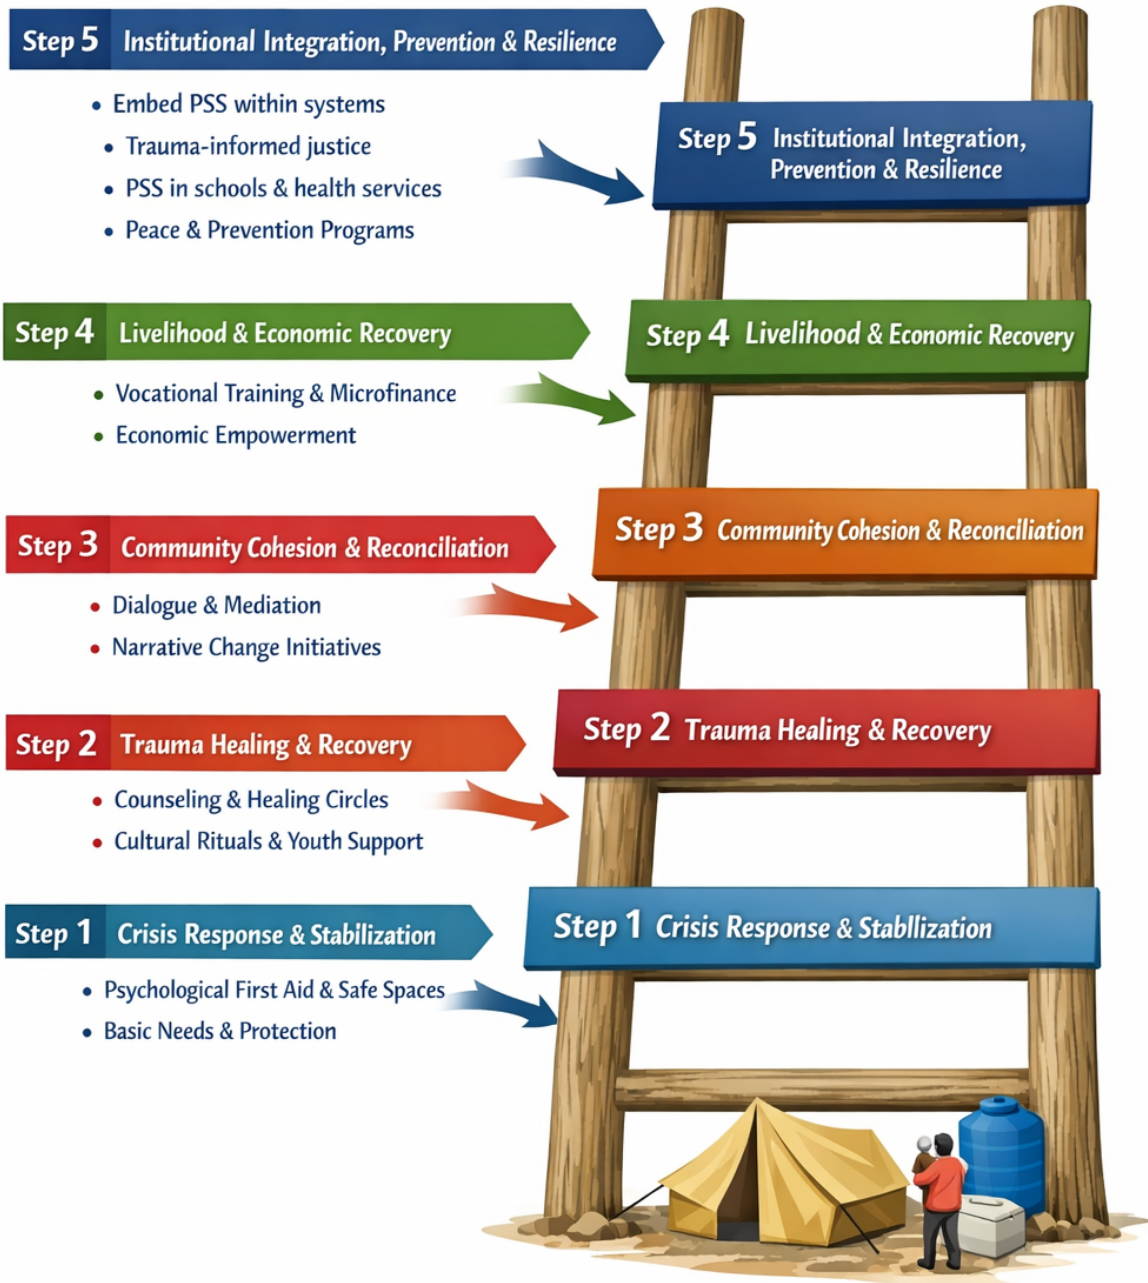 Step 5 Institutional Integration, Prevention & Resilience
• Embed PSS within systems
• Trauma-informed justice
• PSS in schools & health services
• Peace & Prevention Programs
Step 5 Institutional Integration,
Prevention & Resilience
Step 4 Livelihood & Economic Recovery
• Vocational Training & Microfinance
• Economic Empowerment
Step 4 Livelihood & Economic Recovery
Step 3 Community Cohesion & Reconciliation
• Dialogue & Mediation
• Narrative Change Initiatives
Step 3 Community Cohesion & Reconciliation
Step 2 Trauma Healing & Recovery
• Counseling & Healing Circles
• Cultural Rituals & Youth Support
Step 2 Trauma Healing & Recovery
Step 1 Crisis Response & Stabilization
• Psychological First Aid & Safe Spaces
• Basic Needs & Protection
Step 1 Crisis Response & Stabllization